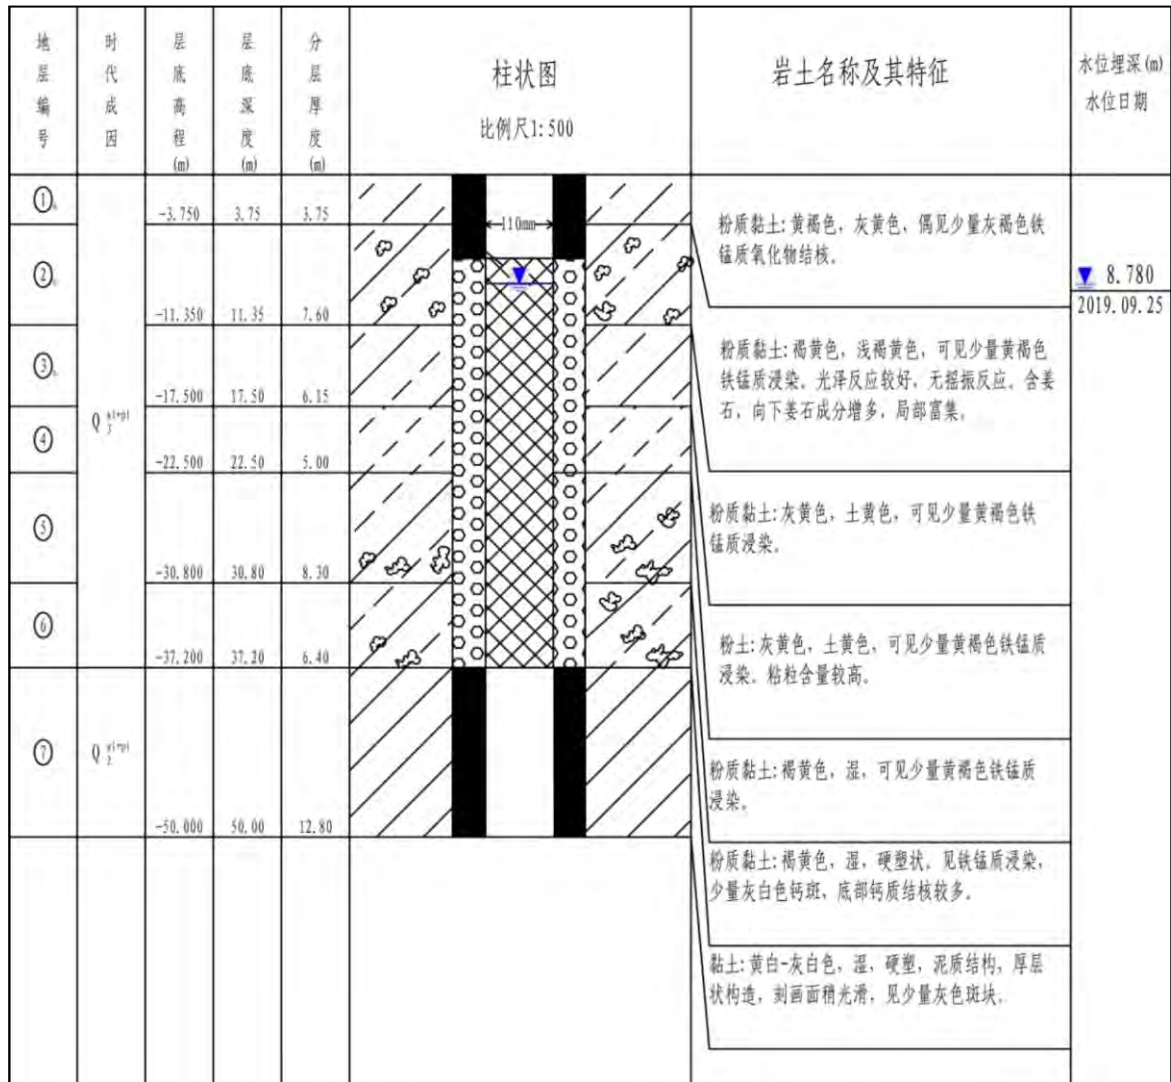 地层编号
时代成因
层底高程(m)
层底深度(m)
分层厚度(m)
柱状图
比例尺1:500
岩土名称及其特征
水位埋深(m)
水位日期
①
-3.750 3.75 3.75
110mm
粉质黏土:黄褐色，灰黄色，偶见少量灰褐色铁
锰质氧化物结核。
②
-11.350 11.35 7.60
8.780
2019.09.25
粉质黏土:褐黄色，浅褐黄色，可见少量黄褐色
铁锰质浸染。光泽反应较好，无摇振反应。含姜
石，向下姜石成分增多，局部富集。
③
-17.500 17.50 6.15
④
-22.500 22.50 5.00
粉质黏土:灰黄色，土黄色，可见少量黄褐色铁
锰质浸染。
⑤
-30.800 30.80 8.30
粉土:灰黄色，土黄色，可见少量黄褐色铁锰质
浸染。粘粒含量较高。
⑥
-37.200 37.20 6.40
粉质黏土:褐黄色，湿，可见少量黄褐色铁锰质
浸染。
⑦
-50.000 50.00 12.80
粉质黏土:褐黄色，湿，硬塑状。见铁锰质浸染，
少量灰白色钙斑，底部钙质结核较多。
黏土:黄白-灰白色，湿，硬塑，泥质结构，厚层
状构造，刻画面稍光滑，见少量灰色斑块。